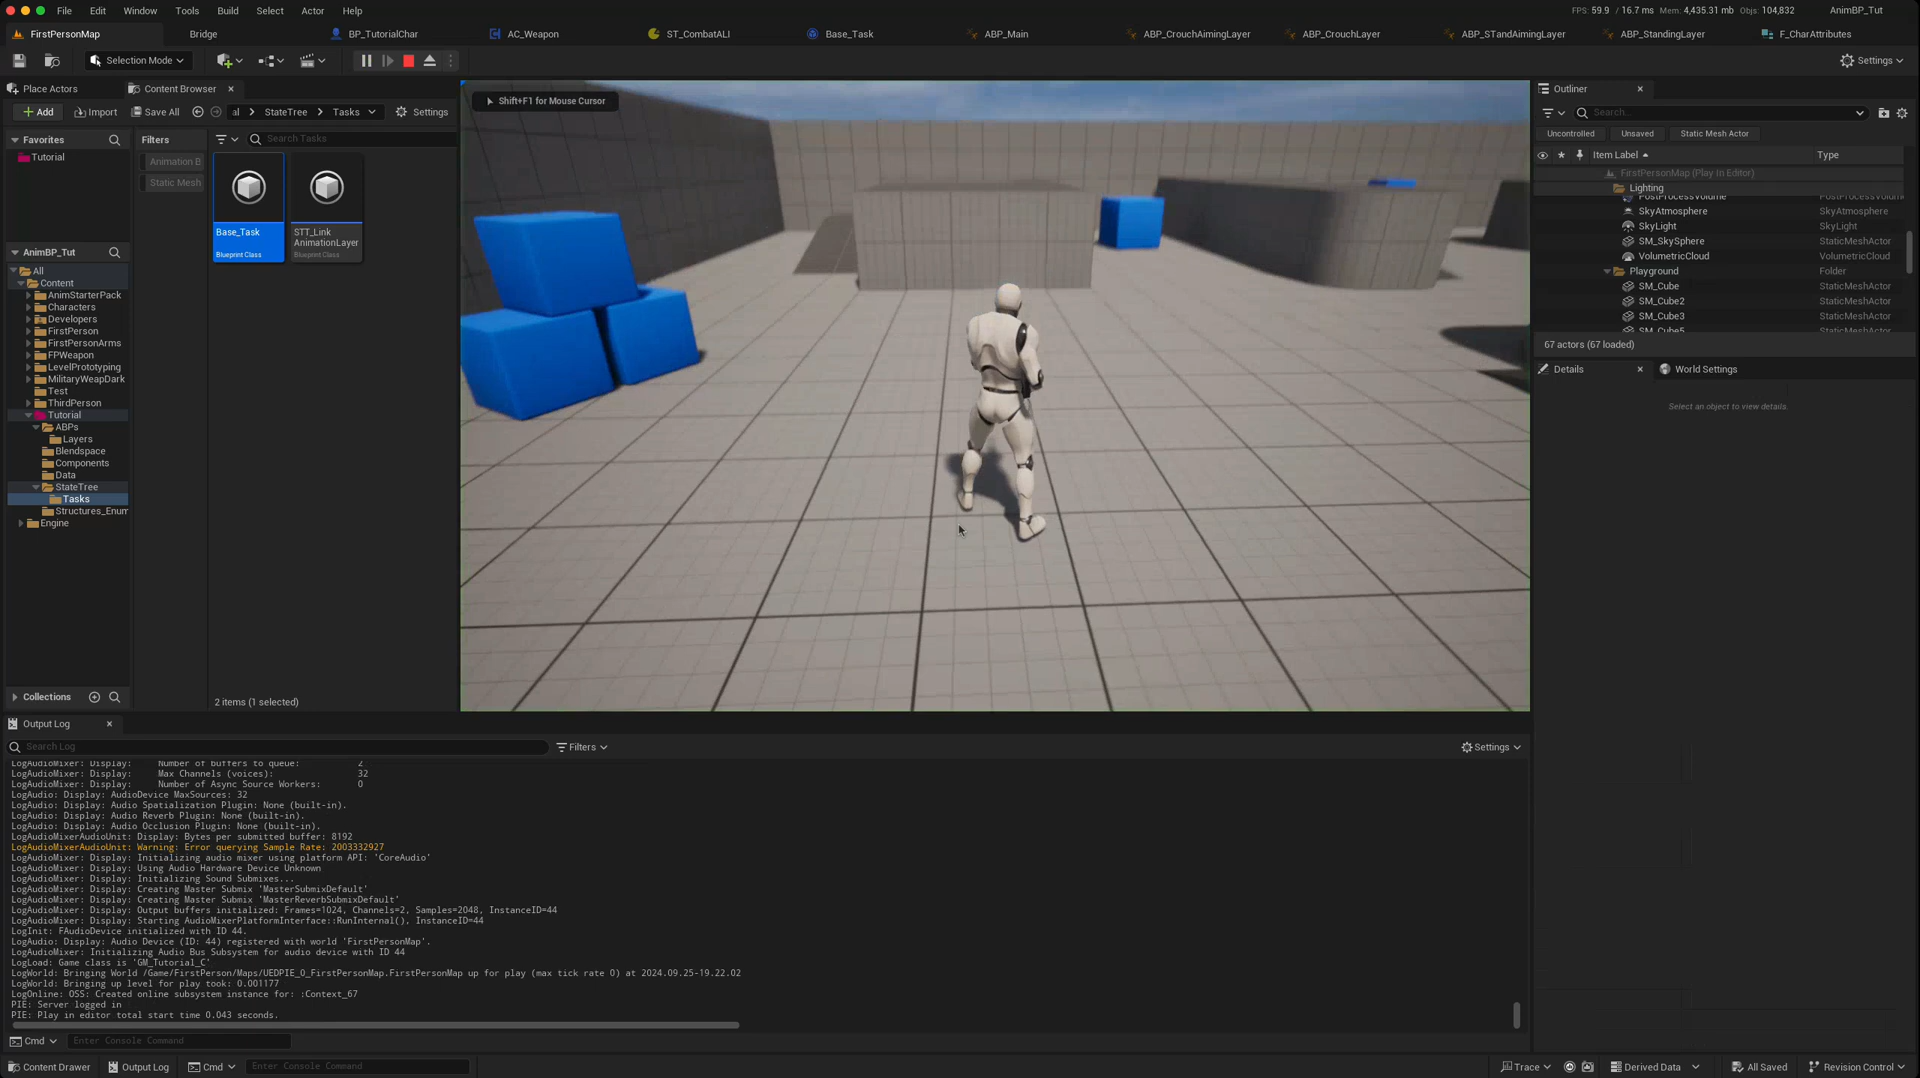 File Edit Window Tools Build Select Actor Help
FPS: 59.9 / 16.7 ms Mem: 4,435.31 mb Objs: 104,832 AnimBP_Tut
FirstPersonMap Bridge BP_TutorialChar AC_Weapon ST_CombatALI Base_Task ABP_Main ABP_CrouchAimingLayer ABP_CrouchLayer ABP_STandAimingLayer ABP_StandingLayer F_CharAttributes
Selection Mode Settings
Place Actors Content Browser
Add Import Save All al StateTree Tasks Settings
Favorites
Tutorial
Filters
Animation B
Static Mesh
Search Tasks
Base_Task
Blueprint Class
STT_Link
AnimationLayer
Blueprint Class
AnimBP_Tut
All
Content
AnimStarterPack
Characters
Developers
FirstPerson
FirstPersonArms
FPWeapon
LevelPrototyping
MilitaryWeapDark
Test
ThirdPerson
Tutorial
ABPs
Layers
Blendspace
Components
Data
StateTree
Tasks
Structures_Enum
Engine
Collections
2 items (1 selected)
Shift+F1 for Mouse Cursor
Outliner
Search...
Uncontrolled Unsaved Static Mesh Actor
Item Label Type
FirstPersonMap (Play In Editor)
Lighting
PostProcessVolume PostProcessVolum
SkyAtmosphere SkyAtmosphere
SkyLight SkyLight
SM_SkySphere StaticMeshActor
VolumetricCloud VolumetricCloud
Playground Folder
SM_Cube StaticMeshActor
SM_Cube2 StaticMeshActor
SM_Cube3 StaticMeshActor
SM_Cube5 StaticMeshActor
67 actors (67 loaded)
Details World Settings
Select an object to view details.
Output Log
Search Log Filters Settings
LogAudioMixer: Display: Number of buffers to queue: 2
LogAudioMixer: Display: Max Channels (voices): 32
LogAudioMixer: Display: Number of Async Source Workers: 0
LogAudio: Display: AudioDevice MaxSources: 32
LogAudio: Display: Audio Spatialization Plugin: None (built-in).
LogAudio: Display: Audio Reverb Plugin: None (built-in).
LogAudio: Display: Audio Occlusion Plugin: None (built-in).
LogAudioMixerAudioUnit: Display: Bytes per submitted buffer: 8192
LogAudioMixerAudioUnit: Warning: Error querying Sample Rate: 2003332927
LogAudioMixer: Display: Initializing audio mixer using platform API: 'CoreAudio'
LogAudioMixer: Display: Using Audio Hardware Device Unknown
LogAudioMixer: Display: Initializing Sound Submixes...
LogAudioMixer: Display: Creating Master Submix 'MasterSubmixDefault'
LogAudioMixer: Display: Creating Master Submix 'MasterReverbSubmixDefault'
LogAudioMixer: Display: Output buffers initialized: Frames=1024, Channels=2, Samples=2048, InstanceID=44
LogAudioMixer: Display: Starting AudioMixerPlatformInterface::RunInternal(), InstanceID=44
LogInit: FAudioDevice initialized with ID 44.
LogAudio: Display: Audio Device (ID: 44) registered with world 'FirstPersonMap'.
LogAudioMixer: Initializing Audio Bus Subsystem for audio device with ID 44
LogLoad: Game class is 'GM_Tutorial_C'
LogWorld: Bringing World /Game/FirstPerson/Maps/UEDPIE_0_FirstPersonMap.FirstPersonMap up for play (max tick rate 0) at 2024.09.25-19.22.02
LogWorld: Bringing up level for play took: 0.001177
LogOnline: OSS: Created online subsystem instance for: :Context_67
PIE: Server logged in
PIE: Play in editor total start time 0.043 seconds.
Cmd Enter Console Command
Content Drawer Output Log Cmd Enter Console Command Trace Derived Data All Saved Revision Control